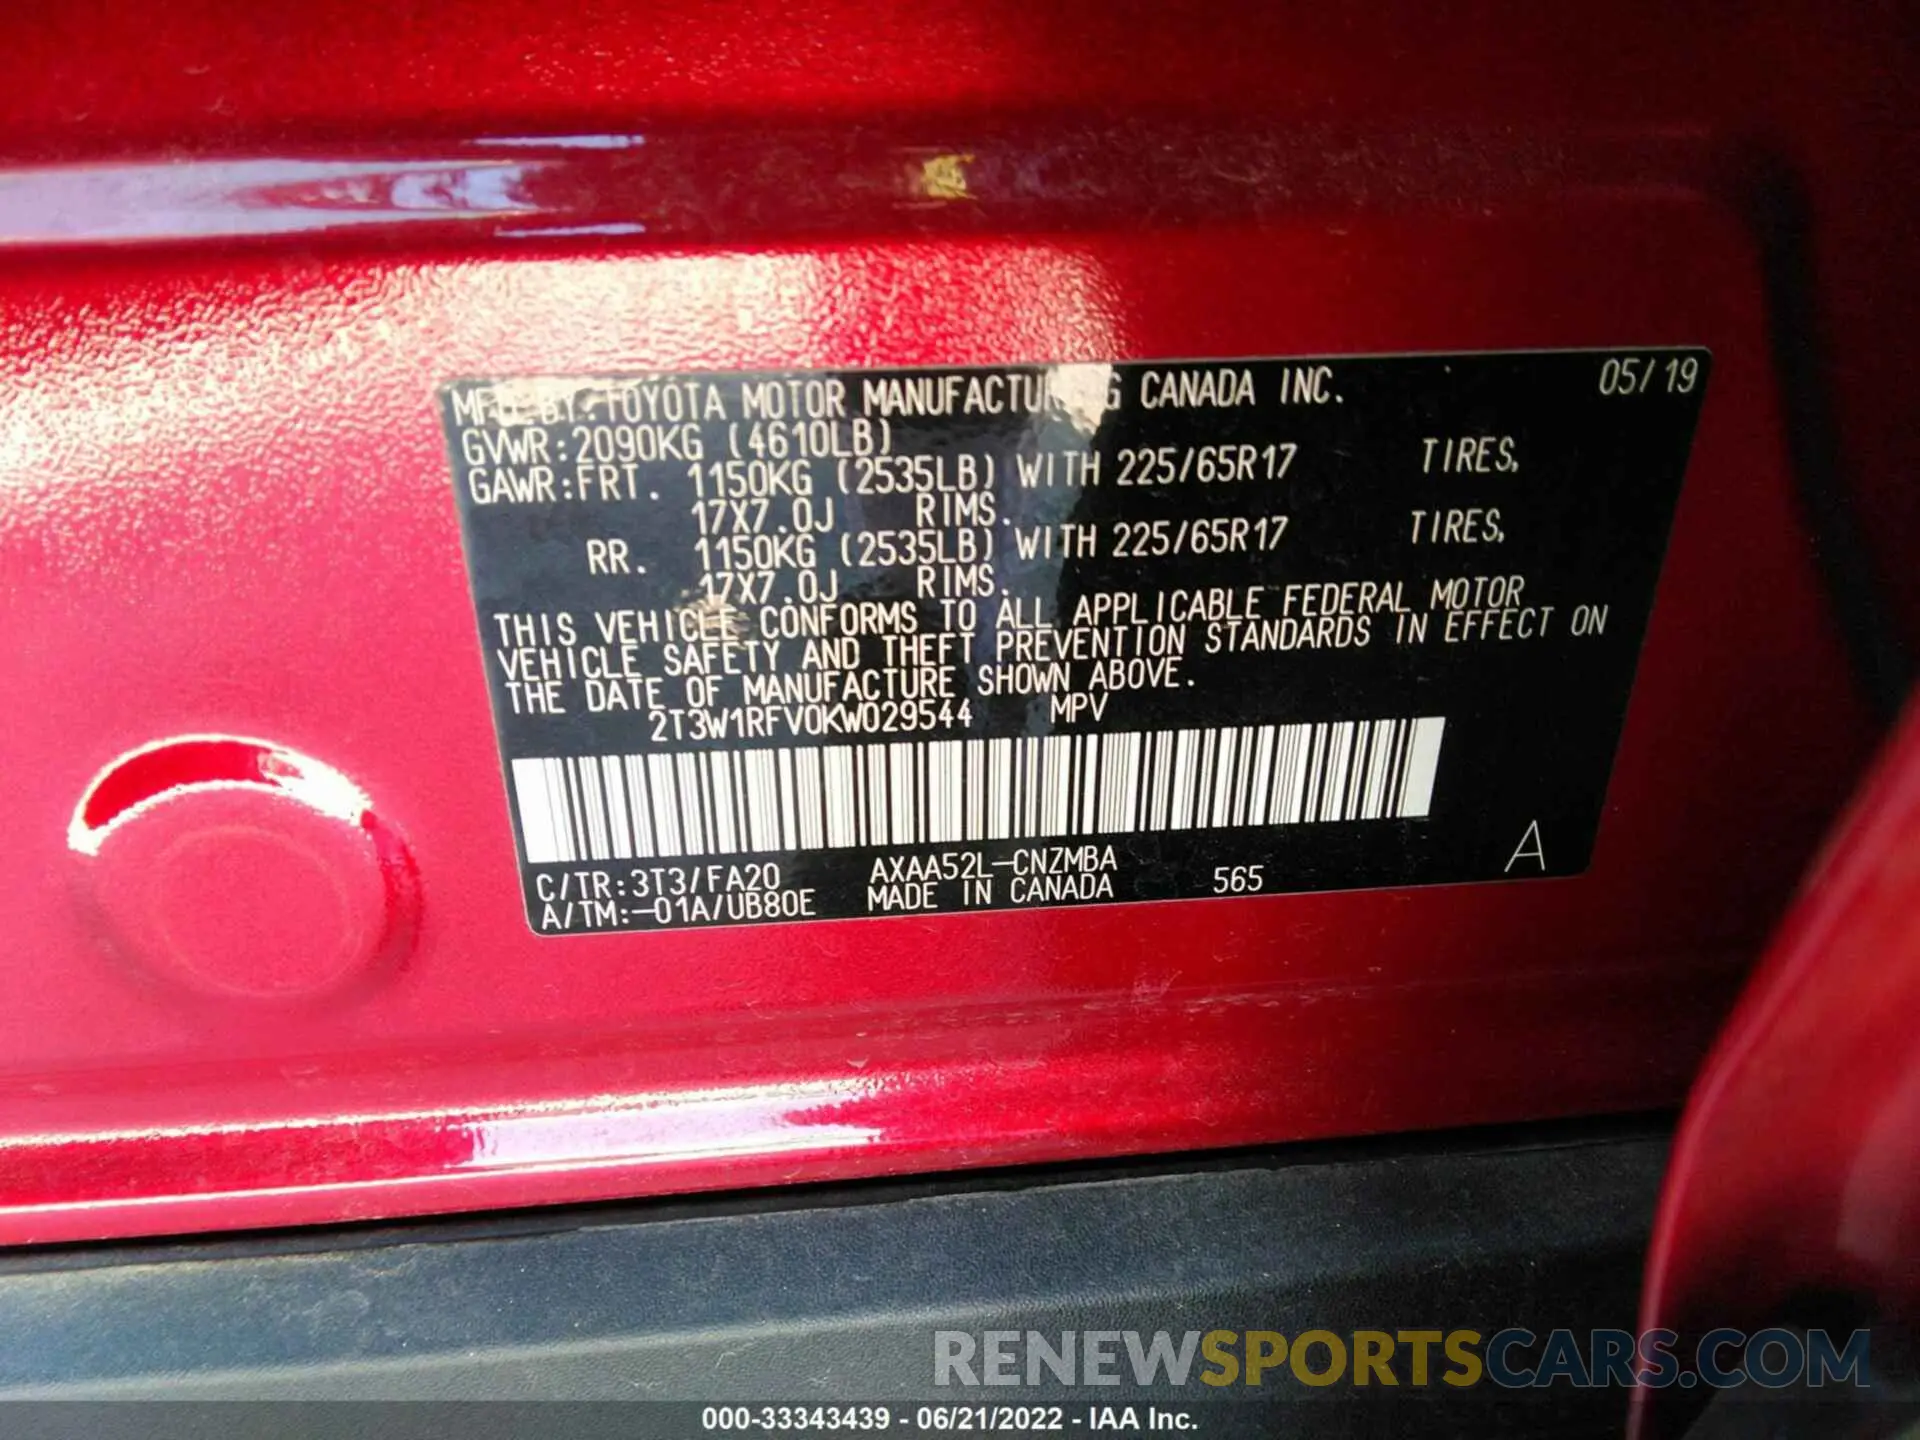 MFD. BY: TOYOTA MOTOR MANUFACTURING CANADA INC. 05/19
GVWR:2090KG (4610LB)
GAWR:FRT. 1150KG (2535LB) WITH 225/65R17 TIRES,
17X7.0J RIMS.
RR. 1150KG (2535LB) WITH 225/65R17 TIRES,
17X7.0J RIMS.
THIS VEHICLE CONFORMS TO ALL APPLICABLE FEDERAL MOTOR
VEHICLE SAFETY AND THEFT PREVENTION STANDARDS IN EFFECT ON
THE DATE OF MANUFACTURE SHOWN ABOVE.
2T3W1RFV0KW029544 MPV
C/TR:3T3/FA20 AXAA52L-CNZMBA
A/TM:-01A/UB80E MADE IN CANADA 565 A
RENEWSPORTSCARS.COM
000-33343439 - 06/21/2022 - IAA Inc.